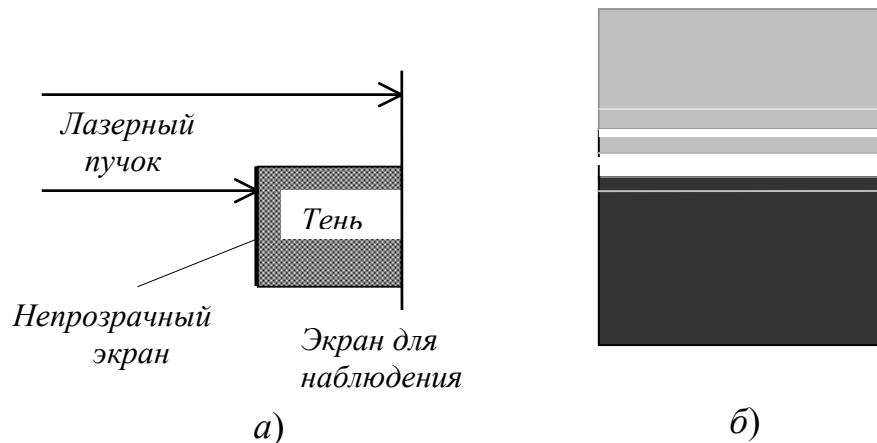 Лазерный
пучок
Тень
Непрозрачный
экран
Экран для
наблюдения
а)
б)